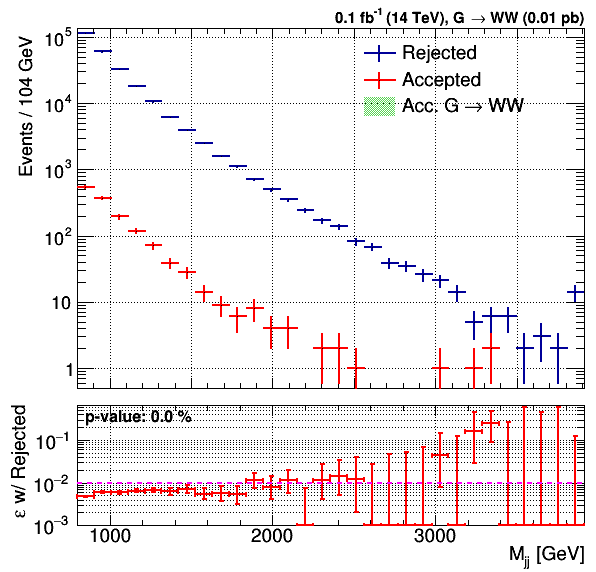 0.1 fb⁻¹ (14 TeV), G → WW (0.01 pb)
Events / 104 GeV
10⁵
10⁴
10³
10²
10
1
Rejected
Accepted
Acc. G → WW
p-value: 0.0 %
ε w/ Rejected
10⁻¹
10⁻²
10⁻³
1000 2000 3000
M_jj [GeV]